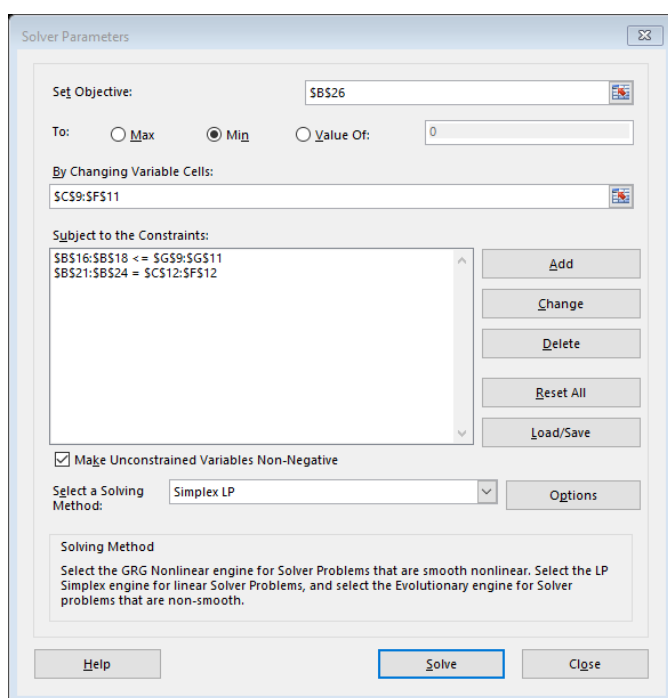 Solver Parameters
Set Objective:
$B$26
To:
Max
Min
Value Of:
0
By Changing Variable Cells:
$C$9:$F$11
Subject to the Constraints:
$B$16:$B$18 <= $G$9:$G$11
$B$21:$B$24 = $C$12:$F$12
Add
Change
Delete
Reset All
Load/Save
Make Unconstrained Variables Non-Negative
Select a Solving
Method:
Simplex LP
Options
Solving Method
Select the GRG Nonlinear engine for Solver Problems that are smooth nonlinear. Select the LP
Simplex engine for linear Solver Problems, and select the Evolutionary engine for Solver
problems that are non-smooth.
Help
Solve
Close